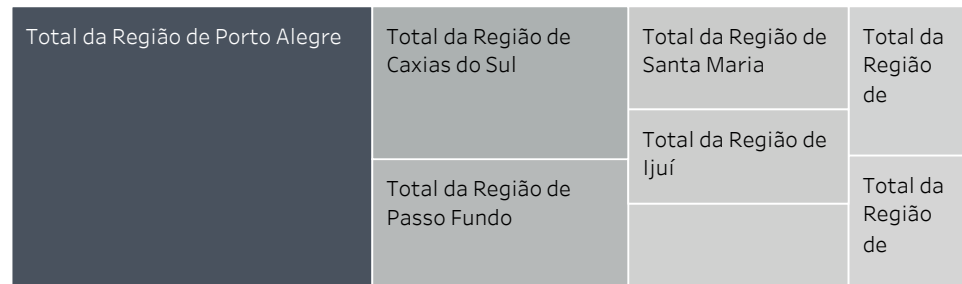 Total da Região de Porto Alegre
Total da Região de
Caxias do Sul
Total da Região de
Passo Fundo
Total da Região de
Santa Maria
Total da Região de
Ijuí
Total da
Região
de
Total da
Região
de